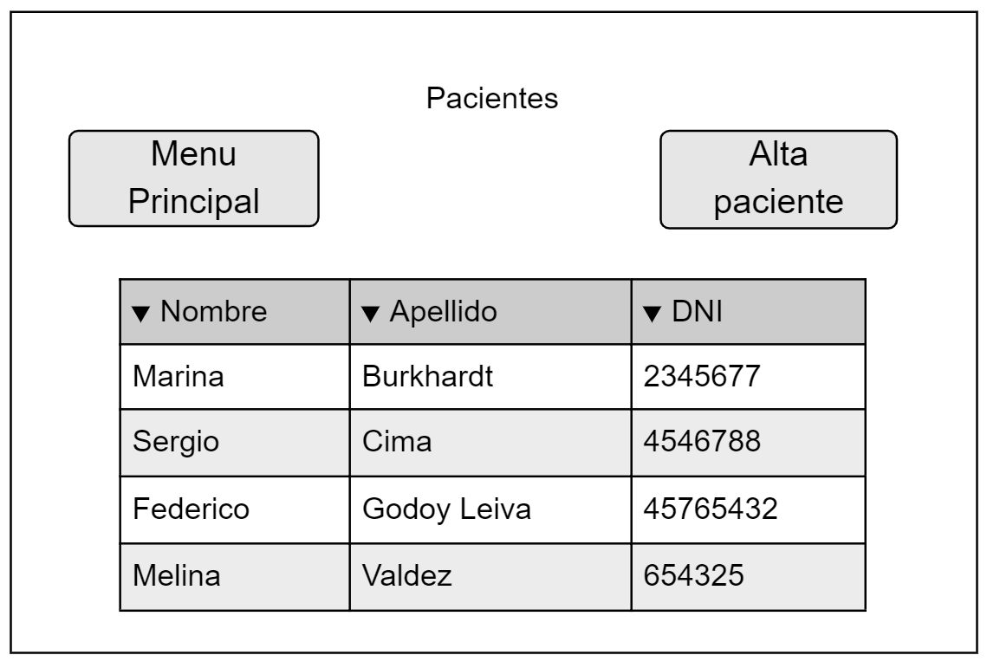 Pacientes
Menu
Principal
Alta
paciente
▼ Nombre ▼ Apellido ▼ DNI
Marina Burkhardt 2345677
Sergio Cima 4546788
Federico Godoy Leiva 45765432
Melina Valdez 654325